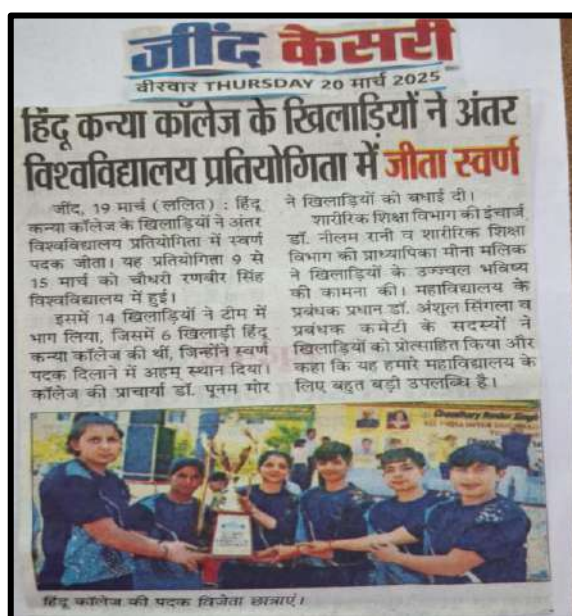 जींद केसरी
वीरवार THURSDAY 20 मार्च 2025
हिंदू कन्या कॉलेज के खिलाड़ियों ने अंतर
विश्वविद्यालय प्रतियोगिता में जीता स्वर्ण
जींद, 19 मार्च (ललित) : हिंदू
कन्या कॉलेज के खिलाड़ियों ने अंतर
विश्वविद्यालय प्रतियोगिता में स्वर्ण
पदक जीता। यह प्रतियोगिता 9 से
15 मार्च को चौधरी रणबीर सिंह
विश्वविद्यालय में हुई।
इसमें 14 खिलाड़ियों ने टीम में
भाग लिया, जिसमें 6 खिलाड़ी हिंदू
कन्या कॉलेज की थीं, जिन्होंने स्वर्ण
पदक दिलाने में अहम् स्थान दिया।
कॉलेज की प्राचार्या डॉ. पूनम मोर
ने खिलाड़ियों को बधाई दी।
शारीरिक शिक्षा विभाग की इंचार्ज
डॉ. नीलम रानी व शारीरिक शिक्षा
विभाग की प्राध्यापिका मीना मलिक
ने खिलाड़ियों के उज्ज्वल भविष्य
की कामना की। महाविद्यालय के
प्रबंधक प्रधान डॉ. अंशुल सिंगला व
प्रबंधक कमेटी के सदस्यों ने
खिलाड़ियों को प्रोत्साहित किया और
कहा कि यह हमारे महाविद्यालय के
लिए बहुत बड़ी उपलब्धि है।
Choudhary Ranbir Singh
हिंदू कॉलेज की पदक विजेता छात्राएं।